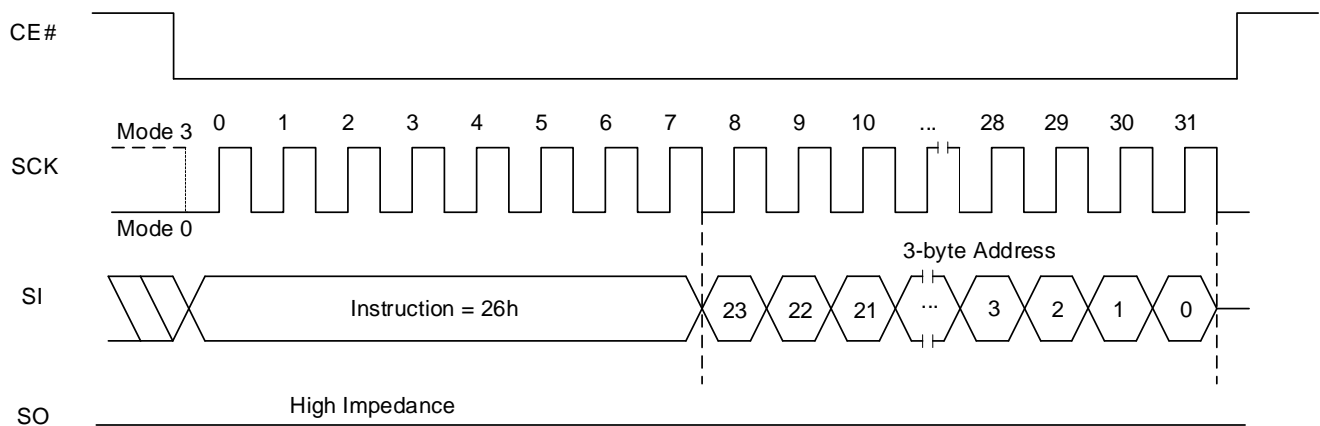 CE#
Mode 3 0 1 2 3 4 5 6 7 8 9 10 ... 28 29 30 31
SCK
Mode 0
3-byte Address
SI Instruction = 26h 23 22 21 ... 3 2 1 0
High Impedance
SO